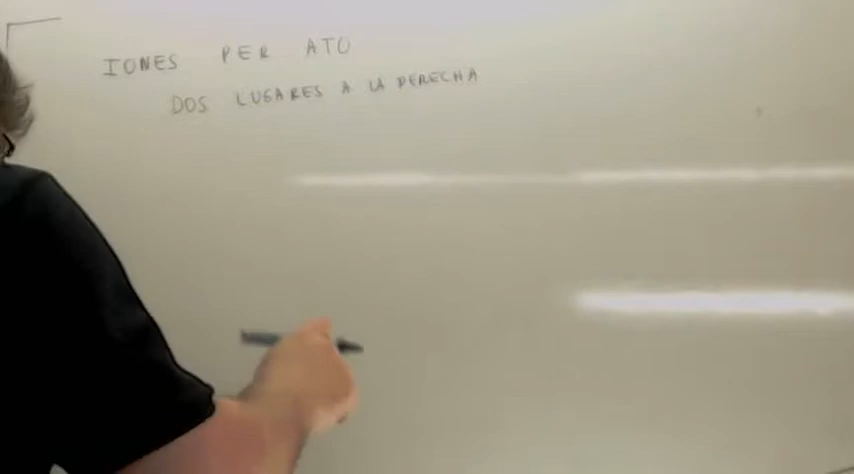 IONES PER ATO
DOS LUGARES A LA DERECHA